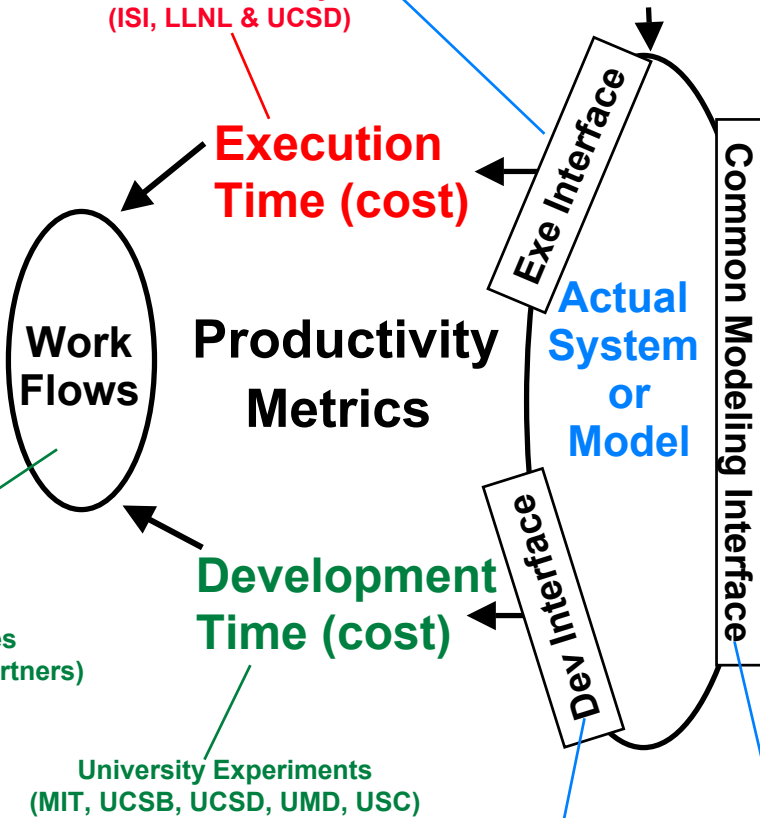 (ISI, LLNL & UCSD)
Execution
Time (cost)
Exe Interface
Common Modeling Interface
Actual
System
or
Model
Work
Flows
Productivity
Metrics
Dev Interface
Development
Time (cost)
rtners)
University Experiments
(MIT, UCSB, UCSD, UMD, USC)